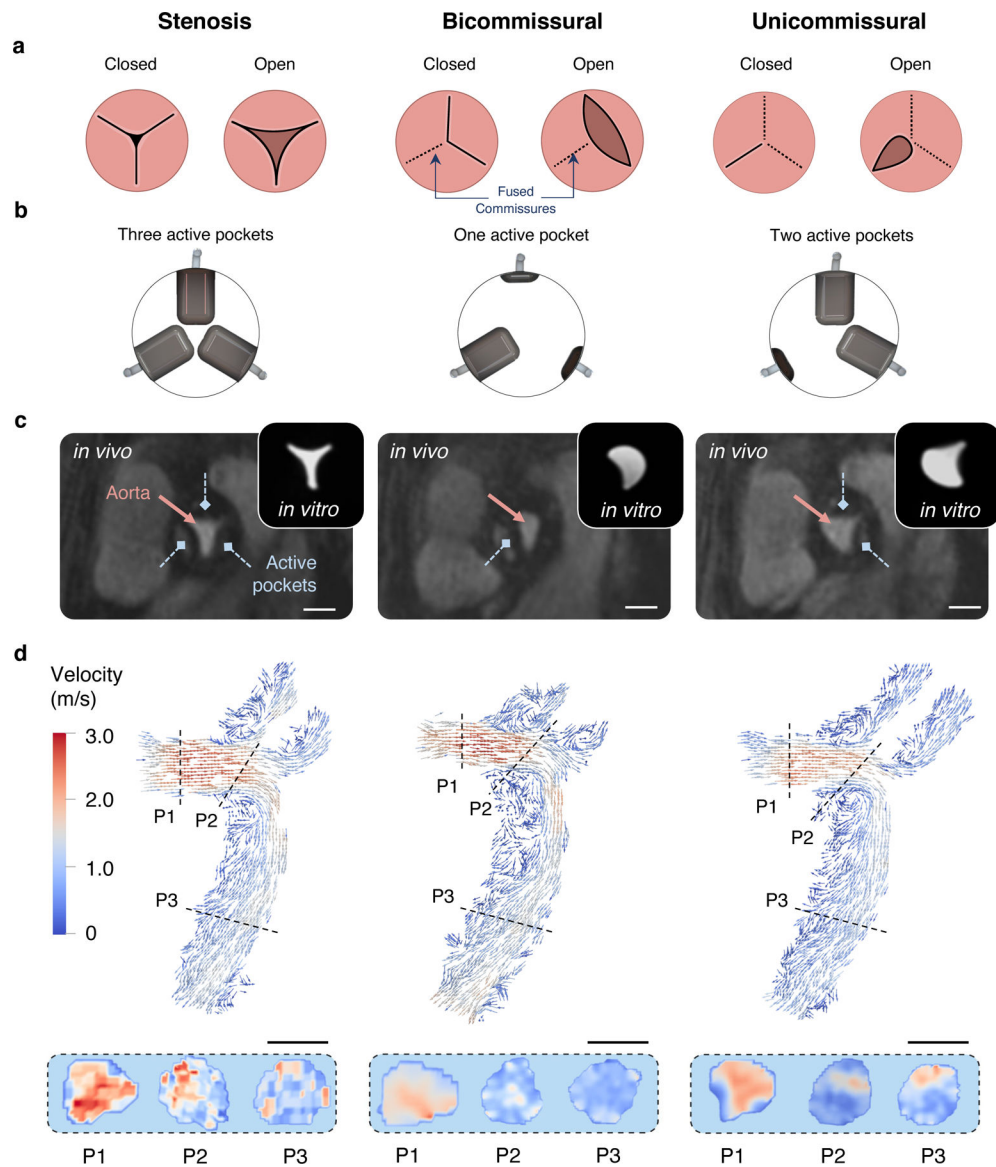 Stenosis
Bicommissural
Unicommissural
a
Closed
Open
Closed
Open
Closed
Open
Fused
Commissures
b
Three active pockets
One active pocket
Two active pockets
c
in vivo
Aorta
in vitro
Active
pockets
in vivo
in vitro
in vivo
in vitro
d
Velocity
(m/s)
3.0
2.0
1.0
0
P1
P2
P3
P1
P2
P3
P1
P2
P3
P1 P2 P3
P1 P2 P3
P1 P2 P3